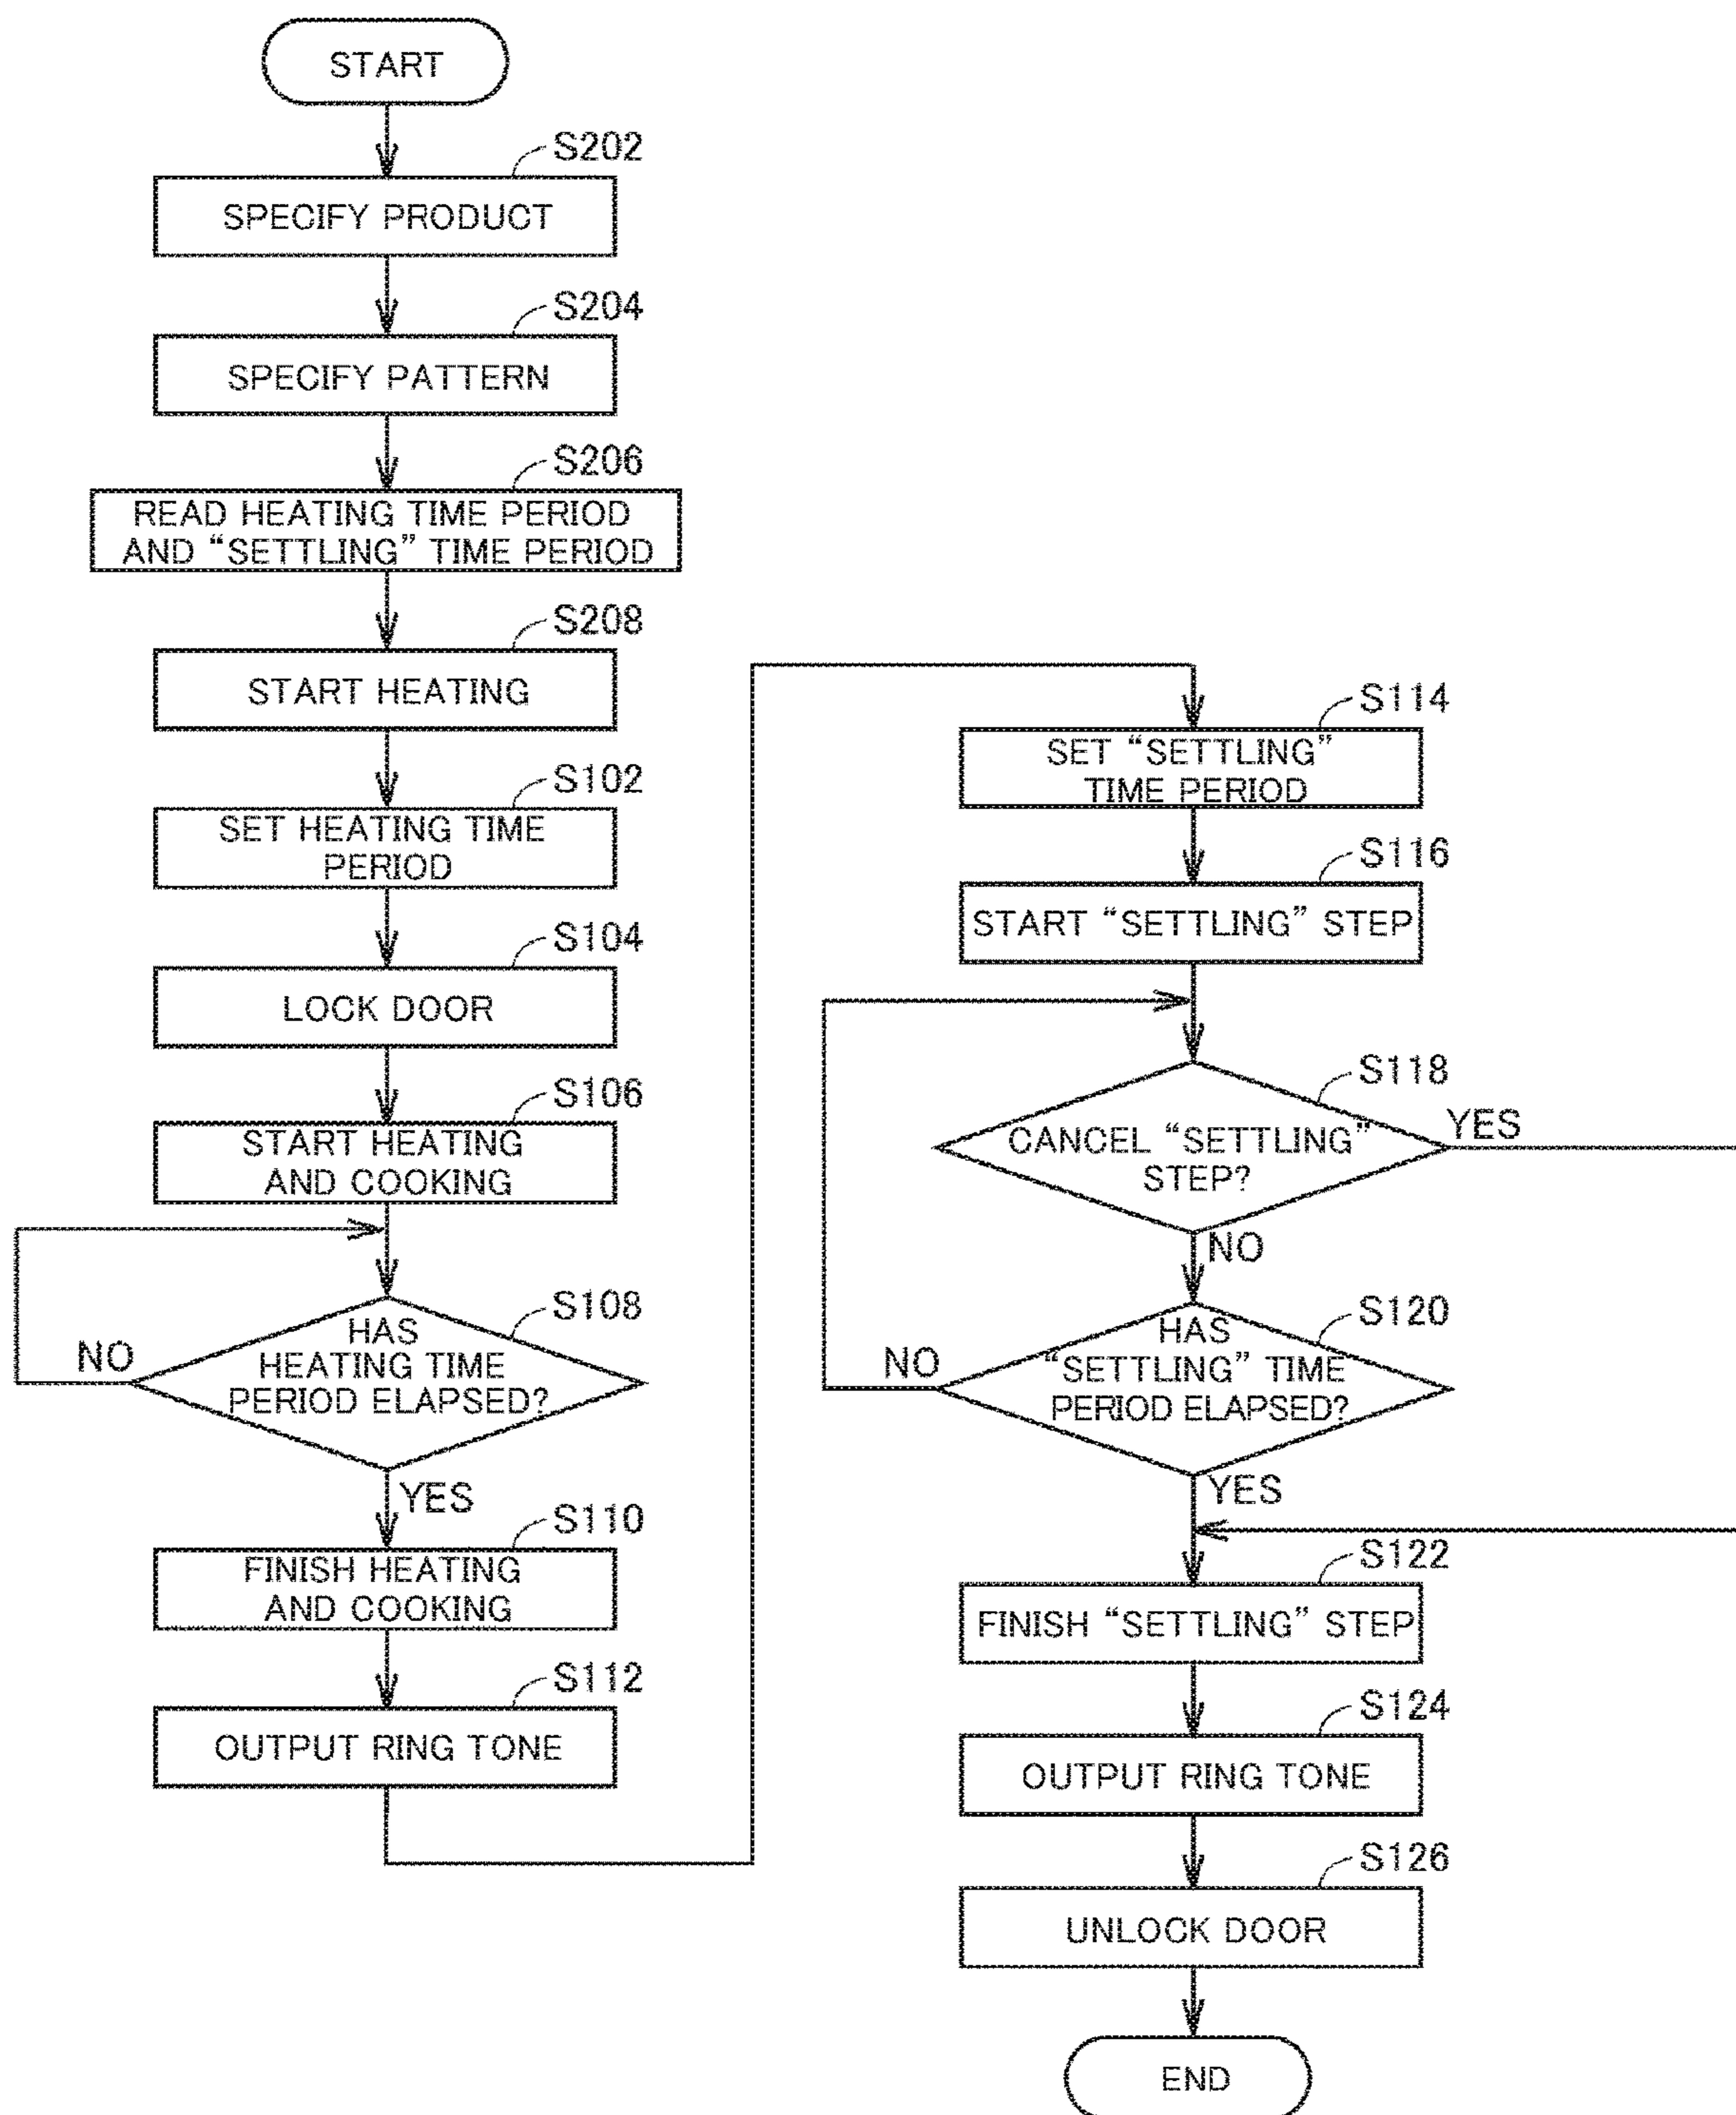 START
S202
SPECIFY PRODUCT
S204
SPECIFY PATTERN
S206
READ HEATING TIME PERIOD
AND “SETTLING” TIME PERIOD
S208
START HEATING
S102
SET HEATING TIME
PERIOD
S104
LOCK DOOR
S106
START HEATING
AND COOKING
S108
HAS
HEATING TIME
PERIOD ELAPSED?
NO
YES
S110
FINISH HEATING
AND COOKING
S112
OUTPUT RING TONE
S114
SET “SETTLING”
TIME PERIOD
S116
START “SETTLING” STEP
S118
CANCEL “SETTLING”
STEP?
YES
NO
S120
HAS
“SETTLING” TIME
PERIOD ELAPSED?
NO
YES
S122
FINISH “SETTLING” STEP
S124
OUTPUT RING TONE
S126
UNLOCK DOOR
END